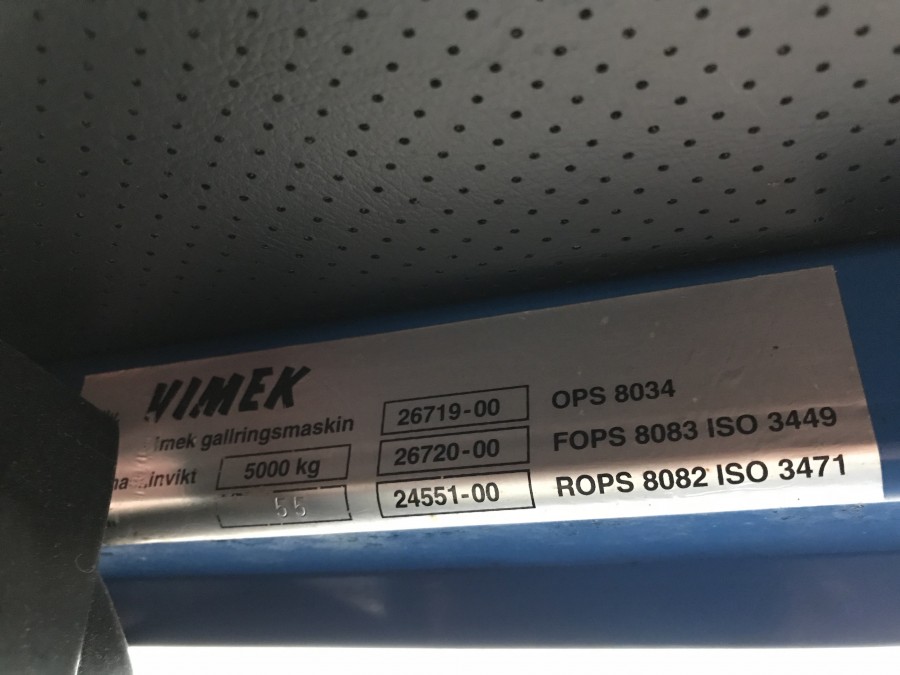 VIMEK
Vimek gallringsmaskin
5000 kg
55
26719-00 OPS 8034
26720-00 FOPS 8083 ISO 3449
24551-00 ROPS 8082 ISO 3471